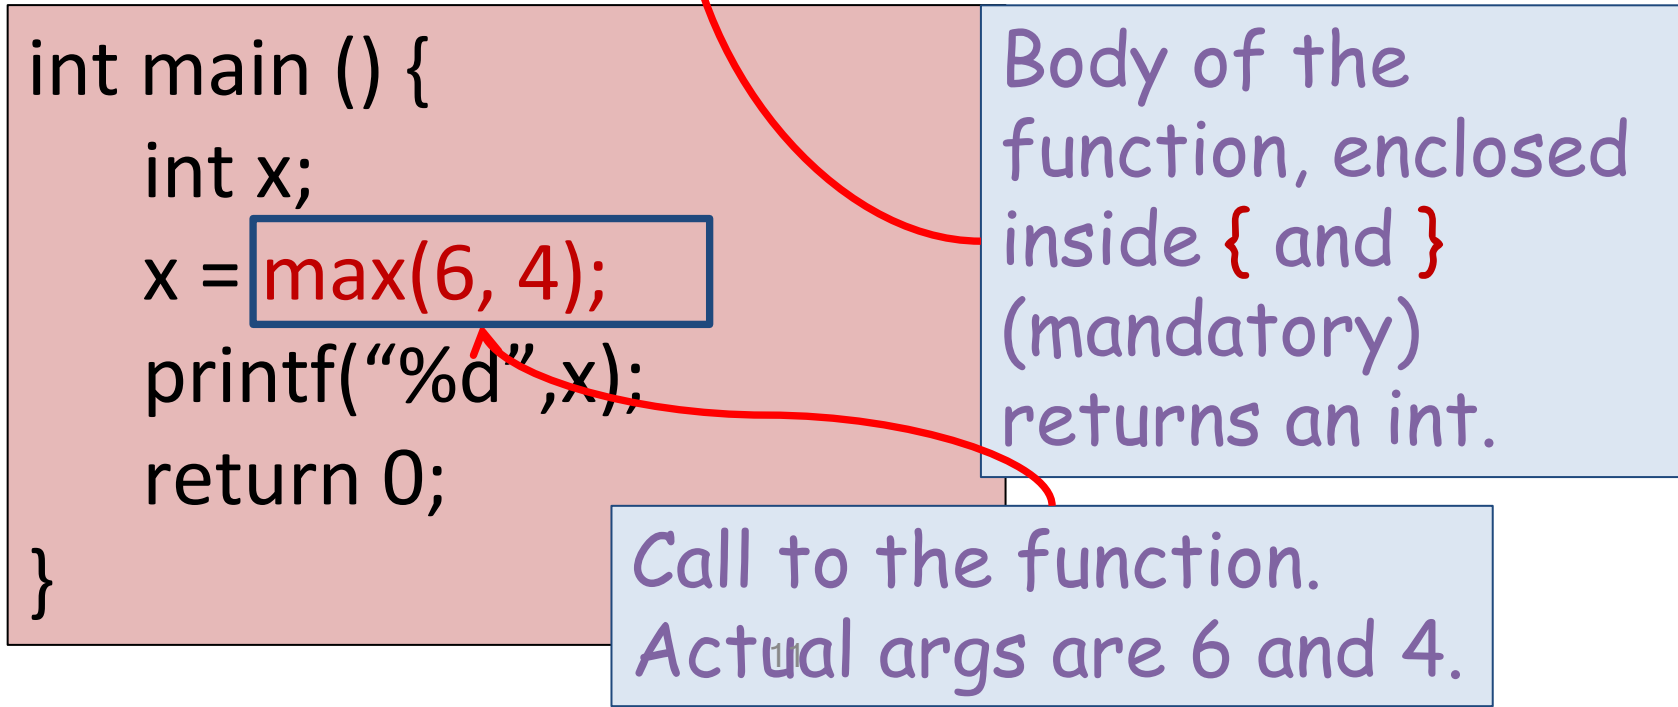 int main () {
int x;
x = max(6, 4);
printf(“%d”,x);
return 0;
}
Body of the
function, enclosed
inside { and }
(mandatory)
returns an int.
Call to the function.
Actual args are 6 and 4.
11